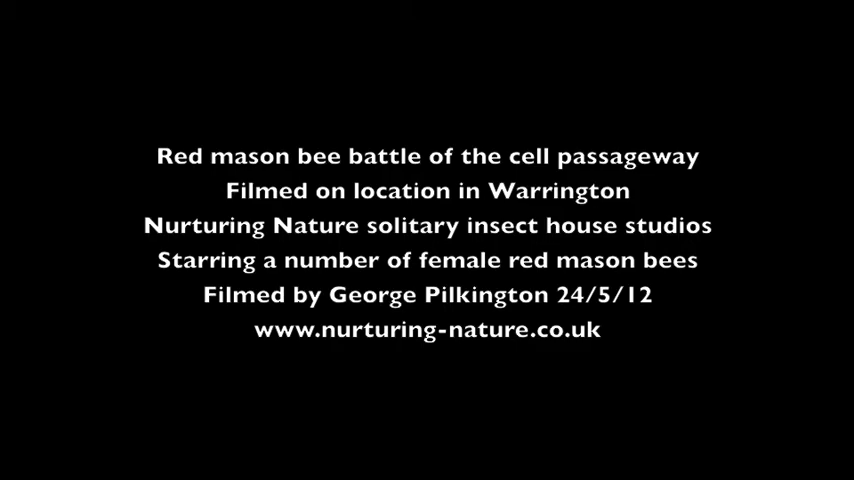 Red mason bee battle of the cell passageway
Filmed on location in Warrington
Nurturing Nature solitary insect house studios
Starring a number of female red mason bees
Filmed by George Pilkington 24/5/12
www.nurturing-nature.co.uk